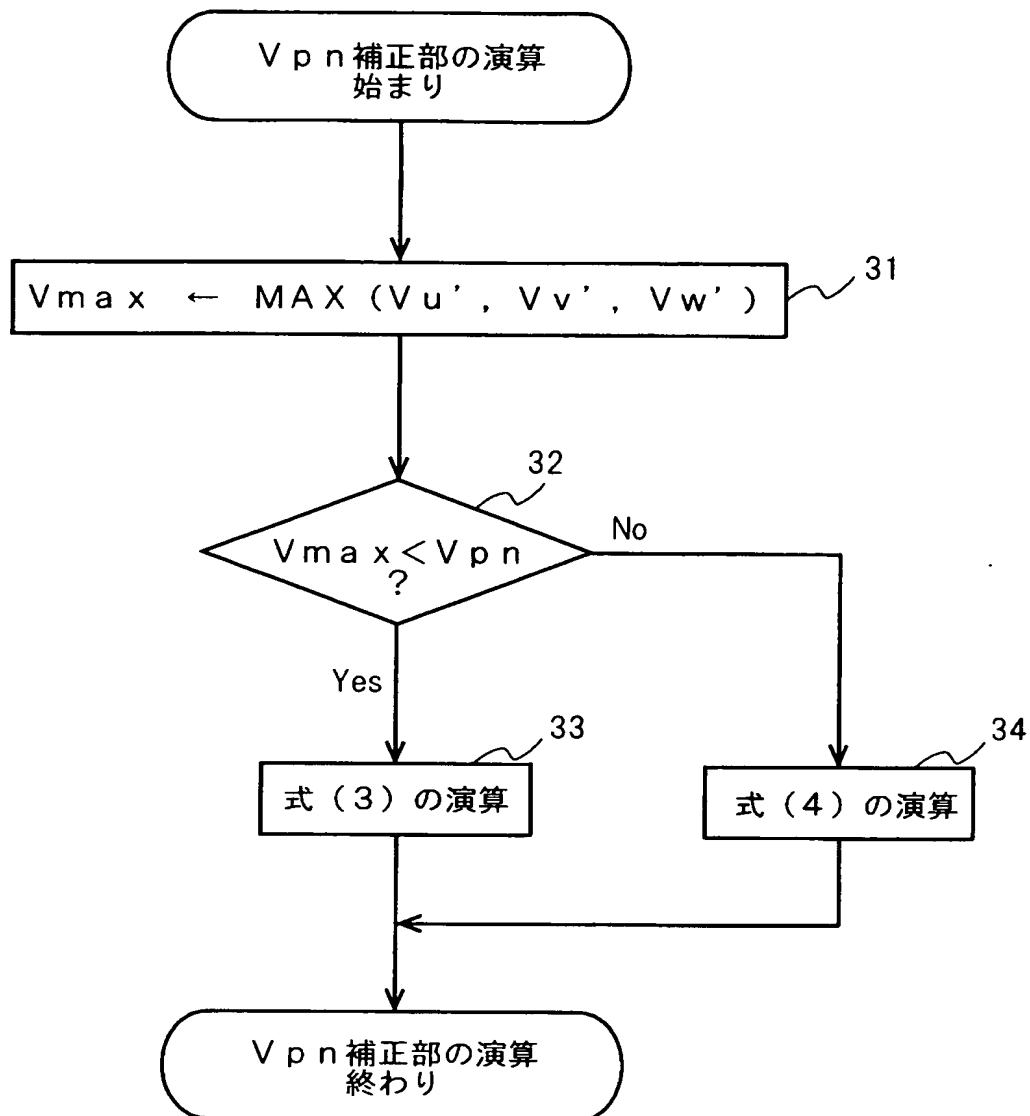 Vpn補正部の演算
始まり
31
Vmax ← MAX(Vu', Vv', Vw')
32
Vmax<Vpn
?
No
Yes
33
式(3)の演算
34
式(4)の演算
Vpn補正部の演算
終わり